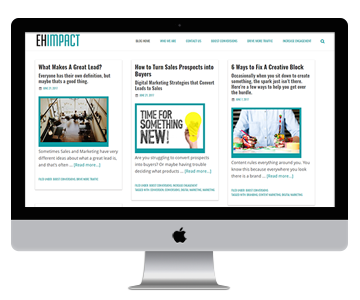 EHIMPACT
BLOG HOME WHO WE ARE CONTACT US BOOST CONVERSIONS DRIVE MORE TRAFFIC INCREASE ENGAGEMENT
What Makes A Great Lead?
Everyone has their own definition, but
maybe thats a good thing.
Sometimes Sales and Marketing have very
different ideas about what a great lead is,
and that's often ... [Read more...]
How to Turn Sales Prospects into
Buyers
Digital Marketing Strategies that Convert
Leads to Sales
TIME FOR
SOMETHING
NEW!
Are you struggling to convert prospects
into buyers? Or maybe having trouble
deciding what products ... [Read more...]
6 Ways to Fix A Creative Block
Occasionally when you sit down to create
something, the spark just isn't there.
Here're a few ways to help you get over
the hurdle.
Content rules everything around you. You
know this because everywhere you look
there is a brand ... [Read more...]